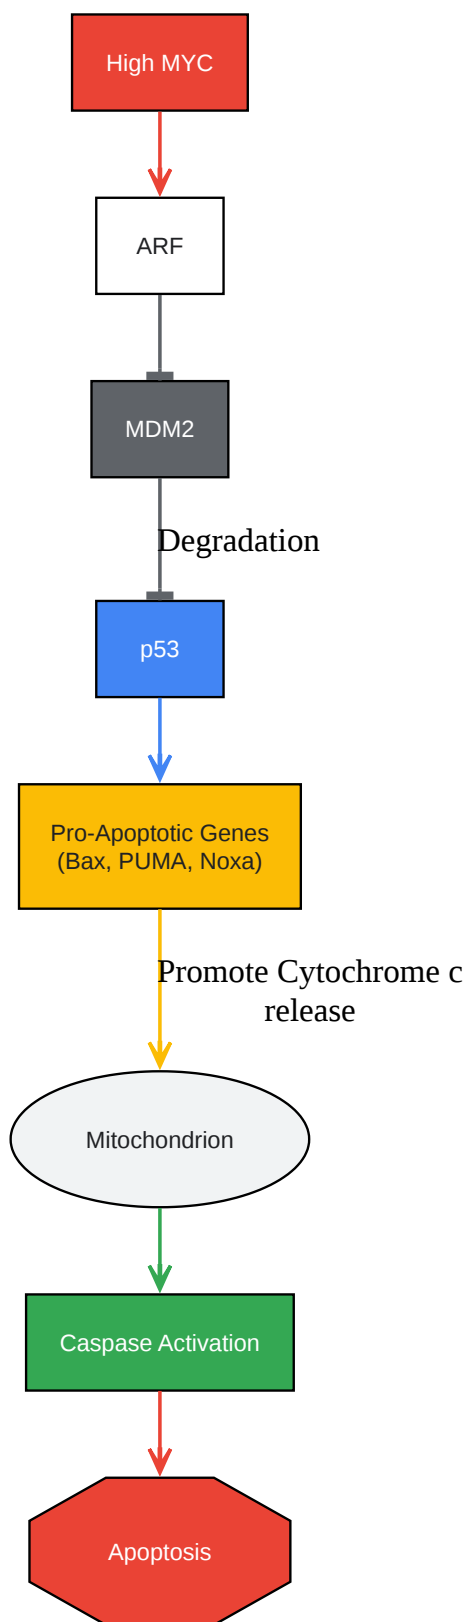 High MYC
ARF
MDM2
Degradation
p53
Pro-Apoptotic Genes
(Bax, PUMA, Noxa)
Promote Cytochrome c
release
Mitochondrion
Caspase Activation
Apoptosis